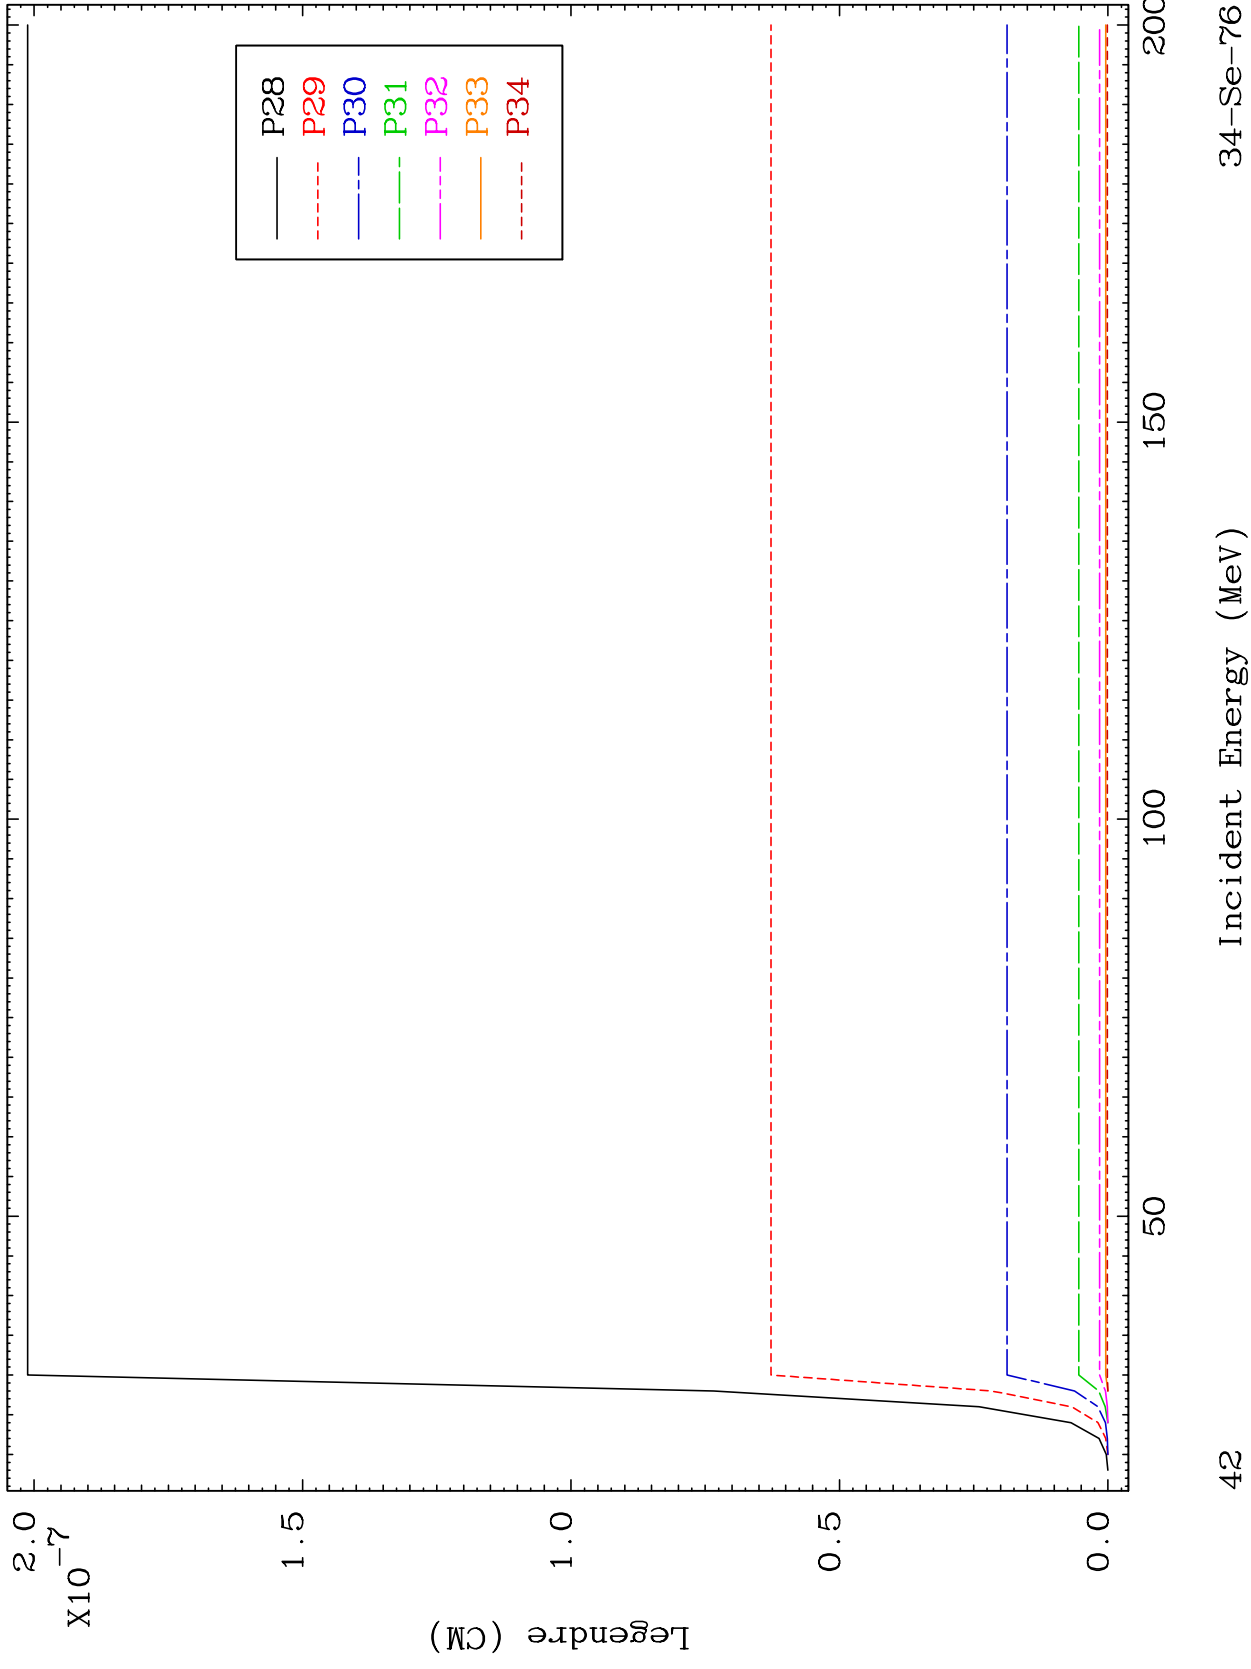 P28
P29
P30
P31
P32
P33
P34
2.0
X10-7
1.5
1.0
0.5
0.0
Legendre (CM)
50
100
150
200
42
Incident Energy (MeV)
34-Se-76